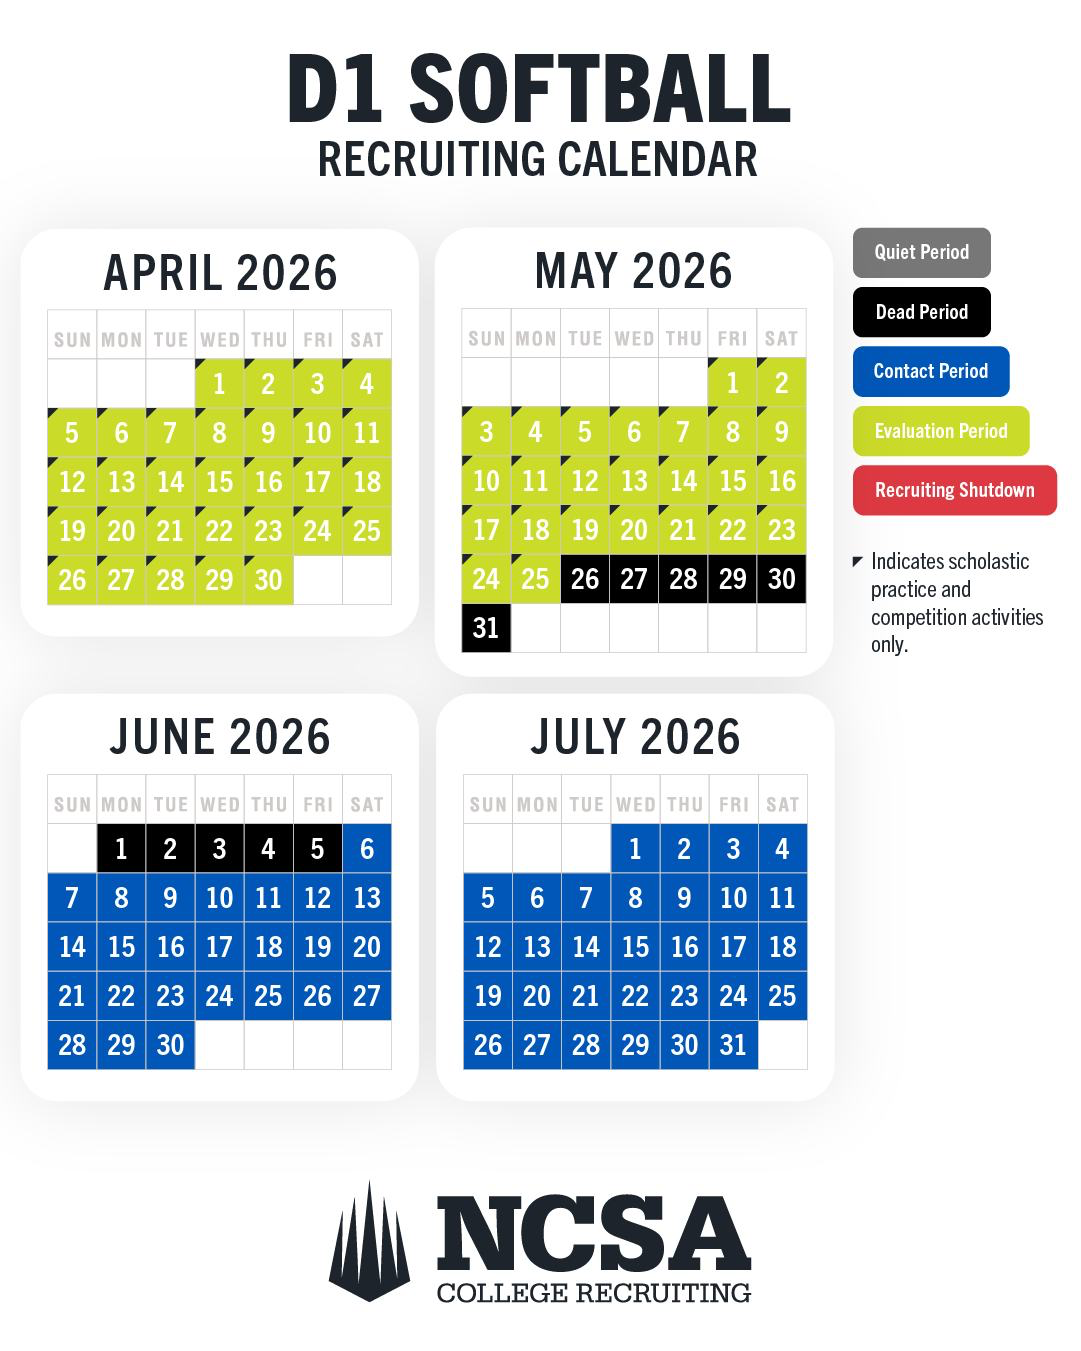 D1 SOFTBALL
RECRUITING CALENDAR
APRIL 2026
SUN MON TUE WED THU FRI SAT
1 2 3 4
5 6 7 8 9 10 11
12 13 14 15 16 17 18
19 20 21 22 23 24 25
26 27 28 29 30
MAY 2026
SUN MON TUE WED THU FRI SAT
1 2
3 4 5 6 7 8 9
10 11 12 13 14 15 16
17 18 19 20 21 22 23
24 25 26 27 28 29 30
31
Quiet Period
Dead Period
Contact Period
Evaluation Period
Recruiting Shutdown
Indicates scholastic
practice and
competition activities
only.
JUNE 2026
SUN MON TUE WED THU FRI SAT
1 2 3 4 5 6
7 8 9 10 11 12 13
14 15 16 17 18 19 20
21 22 23 24 25 26 27
28 29 30
JULY 2026
SUN MON TUE WED THU FRI SAT
1 2 3 4
5 6 7 8 9 10 11
12 13 14 15 16 17 18
19 20 21 22 23 24 25
26 27 28 29 30 31
NCSA
COLLEGE RECRUITING